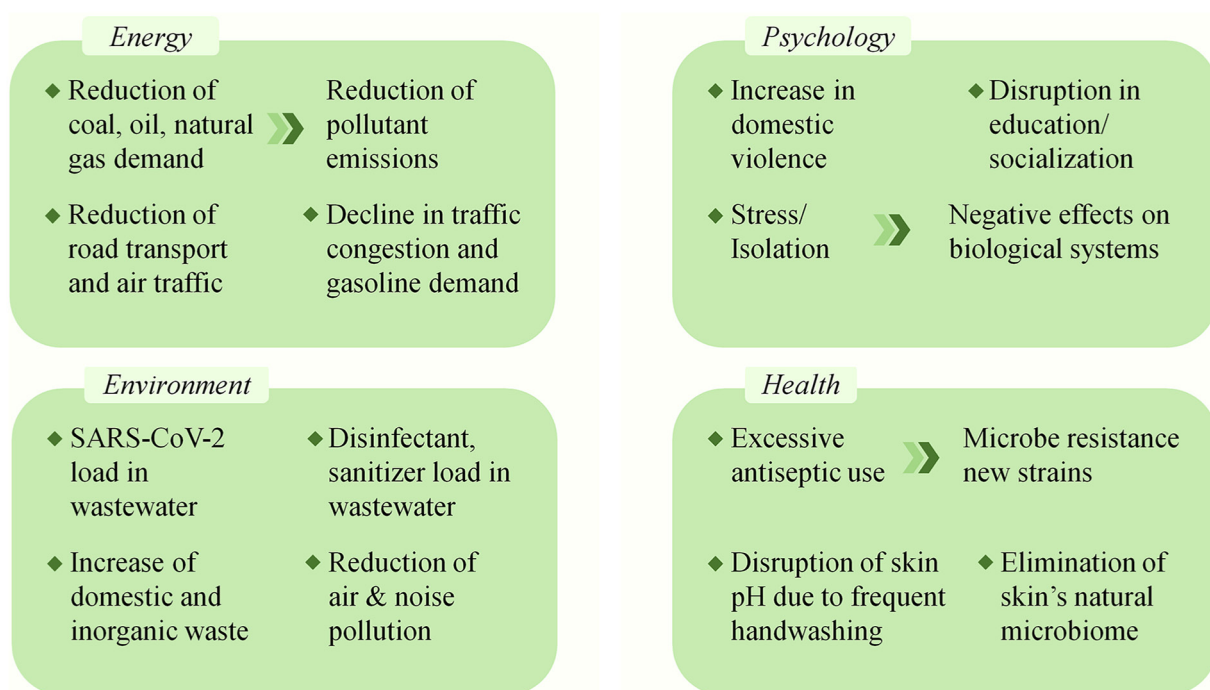 Energy
Reduction of
coal, oil, natural
gas demand
Reduction of
pollutant
emissions
Reduction of
road transport
and air traffic
Decline in traffic
congestion and
gasoline demand
Psychology
Increase in
domestic
violence
Disruption in
education/
socialization
Stress/
Isolation
Negative effects on
biological systems
Environment
SARS-CoV-2
load in
wastewater
Disinfectant,
sanitizer load in
wastewater
Increase of
domestic and
inorganic waste
Reduction of
air & noise
pollution
Health
Excessive
antiseptic use
Microbe resistance
new strains
Disruption of skin
pH due to frequent
handwashing
Elimination of
skin’s natural
microbiome